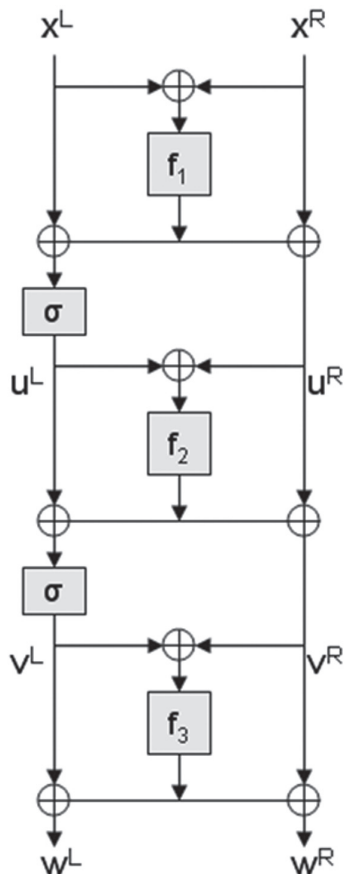 x^L x^R
f_1
σ
u^L u^R
f_2
σ
v^L v^R
f_3
w^L w^R